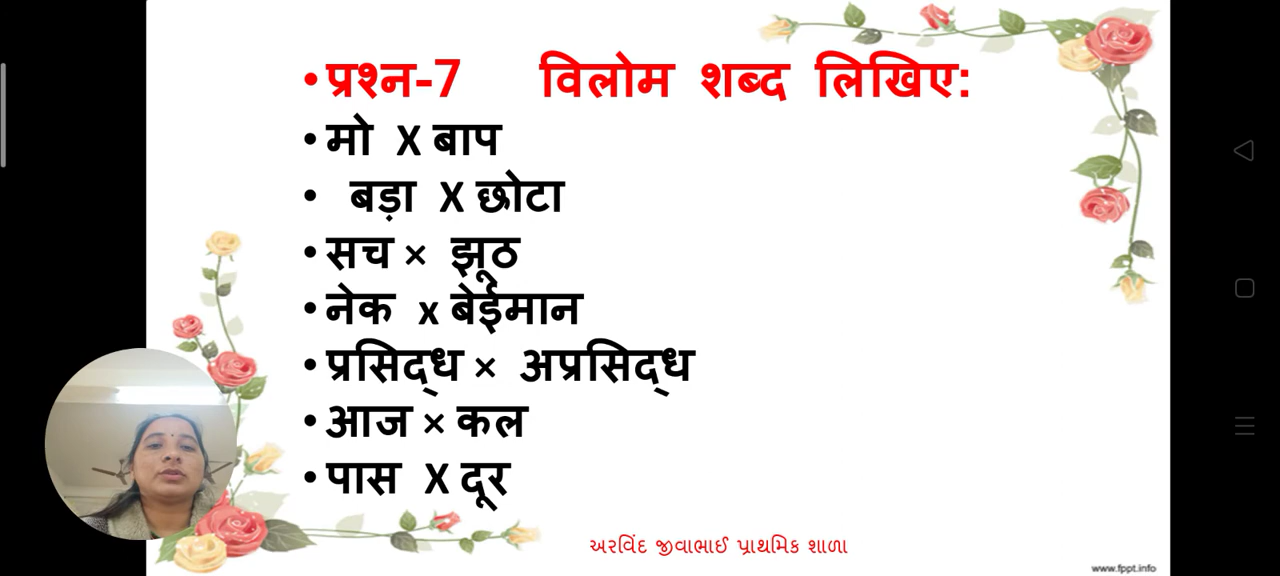 •प्रश्न-7 विलोम शब्द लिखिए:
•मो X बाप
• बड़ा X छोटा
•सच × झूठ
•नेक x बेईमान
•प्रसिद्ध × अप्रसिद्ध
•आज × कल
•पास X दूर
અરવિંદ જીવાભાઈ પ્રાથમિક શાળા
www.fppt.info